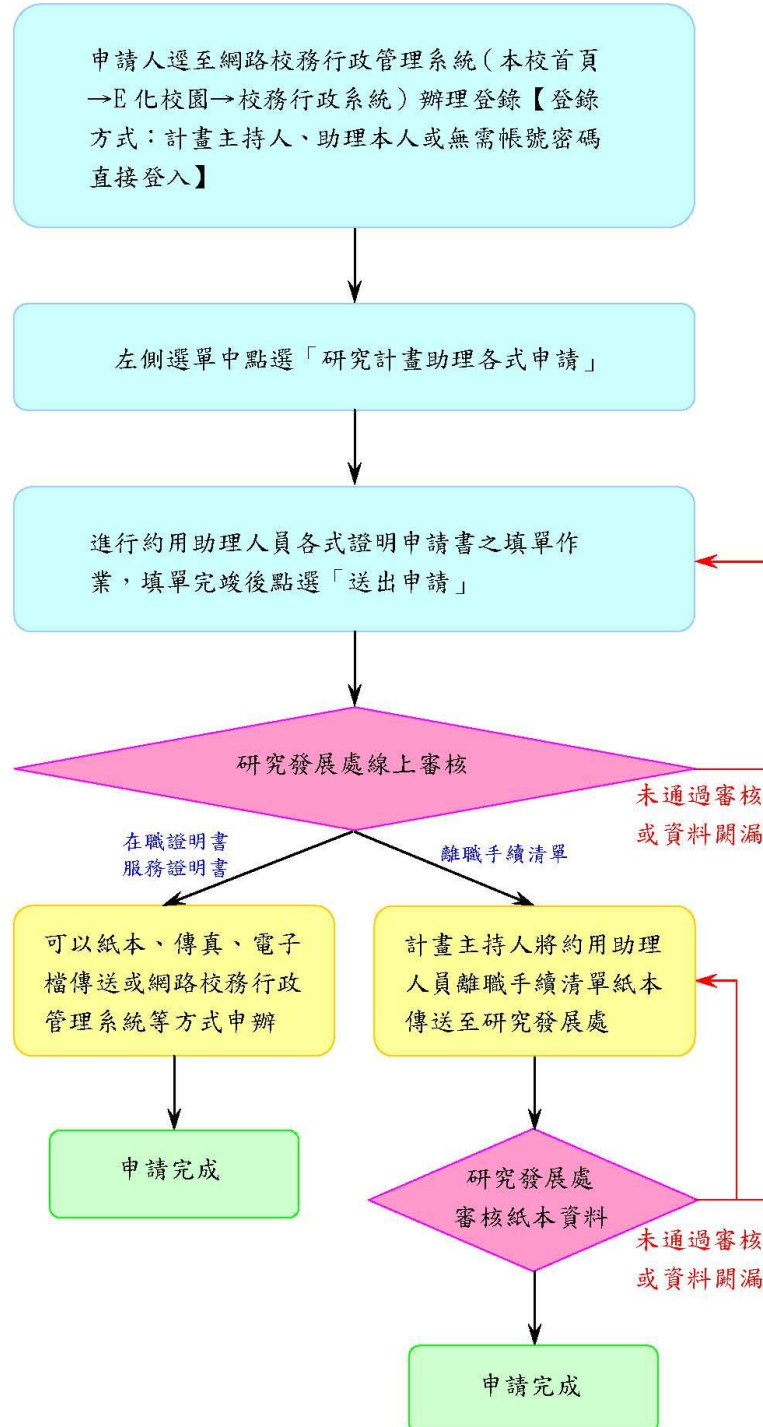 申請人逕至網路校務行政管理系統（本校首頁
→E化校園→校務行政系統）辦理登錄【登錄
方式：計畫主持人、助理本人或無需帳號密碼
直接登入】
左側選單中點選「研究計畫助理各式申請」
進行約用助理人員各式證明申請書之填單作
業，填單完竣後點選「送出申請」
研究發展處線上審核
未通過審核
或資料闕漏
在職證明書
服務證明書
離職手續清單
可以紙本、傳真、電子
檔傳送或網路校務行政
管理系統等方式申辦
計畫主持人將約用助理
人員離職手續清單紙本
傳送至研究發展處
申請完成
研究發展處
審核紙本資料
未通過審核
或資料闕漏
申請完成